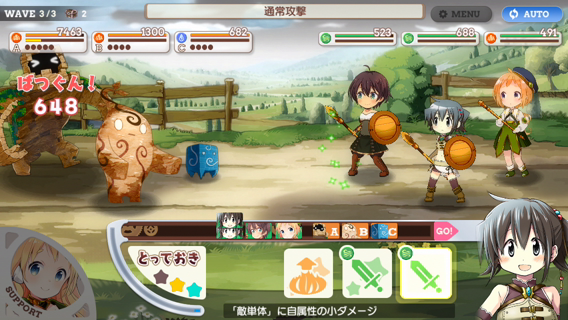 WAVE 3/3 2
通常攻撃
MENU
AUTO
7463
A
1300
B
682
C
523
688
491
ばつぐん!
648
A B C GO!
とっておき
SUPPORT
「敵単体」に自属性の小ダメージ